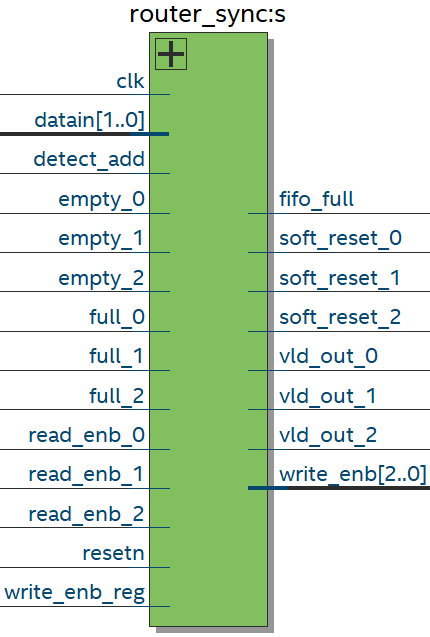 router_sync:s
clk
datain[1..0]
detect_add
empty_0
empty_1
empty_2
full_0
full_1
full_2
read_enb_0
read_enb_1
read_enb_2
resetn
write_enb_reg
fifo_full
soft_reset_0
soft_reset_1
soft_reset_2
vld_out_0
vld_out_1
vld_out_2
write_enb[2..0]